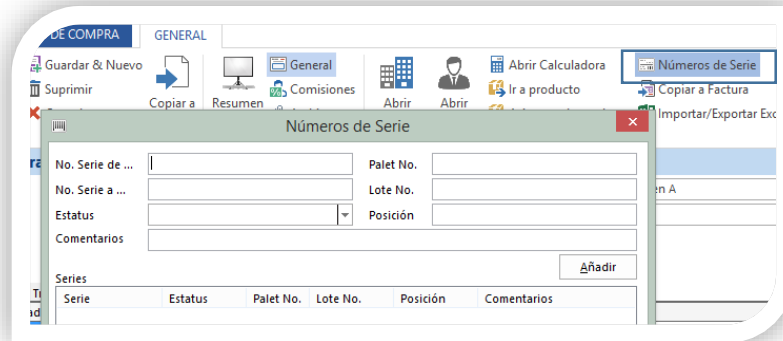 DE COMPRA GENERAL
Guardar & Nuevo General Abrir Calculadora Números de Serie
Suprimir Comisiones Ir a producto Copiar a Factura
Copiar a Resumen Abrir Abrir Importar/Exportar Exc
Números de Serie
No. Serie de ... Palet No.
No. Serie a ... Lote No.
en A
Estatus Posición
Comentarios
Añadir
Series
Serie Estatus Palet No. Lote No. Posición Comentarios